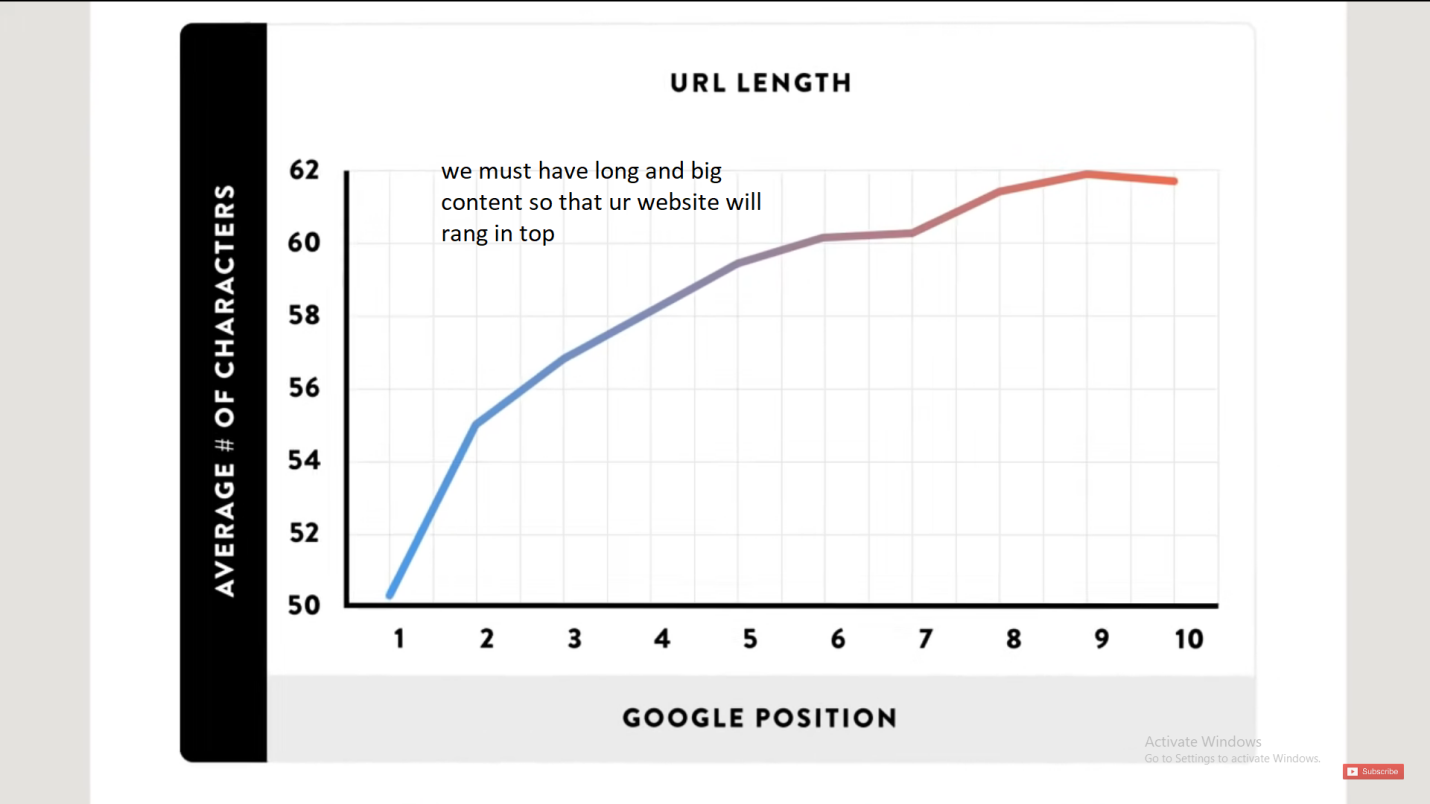 URL LENGTH
we must have long and big
content so that ur website will
rang in top
AVERAGE # OF CHARACTERS
62
60
58
56
54
52
50
1 2 3 4 5 6 7 8 9 10
GOOGLE POSITION
Activate Windows
Go to Settings to activate Windows.
Subscribe